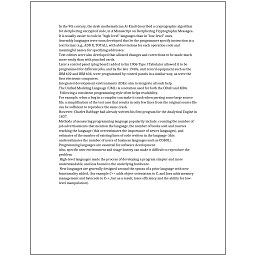 In the 9th century, the Arab mathematician Al-Kindi described a cryptographic algorithm
for deciphering encrypted code, in A Manuscript on Deciphering Cryptographic Messages.
It is usually easier to code in "high-level" languages than in "low-level" ones.
Assembly languages were soon developed that let the programmer specify instruction in a
text format (e.g., ADD X, TOTAL), with abbreviations for each operation code and
meaningful names for specifying addresses.
Text editors were also developed that allowed changes and corrections to be made much
more easily than with punched cards.
Later a control panel (plug board) added to his 1906 Type I Tabulator allowed it to be
programmed for different jobs, and by the late 1940s, unit record equipment such as the
IBM 602 and IBM 604, were programmed by control panels in a similar way, as were the
first electronic computers.
Integrated development environments (IDEs) aim to integrate all such help.
The Unified Modeling Language (UML) is a notation used for both the OOAD and MDA.
Following a consistent programming style often helps readability.
For example, when a bug in a compiler can make it crash when parsing some large source
file, a simplification of the test case that results in only few lines from the original source file
can be sufficient to reproduce the same crash.
However, Charles Babbage had already written his first program for the Analytical Engine in
1837.
Methods of measuring programming language popularity include: counting the number of
job advertisements that mention the language, the number of books sold and courses
teaching the language (this overestimates the importance of newer languages), and
estimates of the number of existing lines of code written in the language (this
underestimates the number of users of business languages such as COBOL).
Programming languages are essential for software development.
Also, specific user environment and usage history can make it difficult to reproduce the
problem.
High-level languages made the process of developing a program simpler and more
understandable, and less bound to the underlying hardware.
New languages are generally designed around the syntax of a prior language with new
functionality added, (for example C++ adds object-orientation to C, and Java adds memory
management and bytecode to C++, but as a result, loses efficiency and the ability for low-
level manipulation).